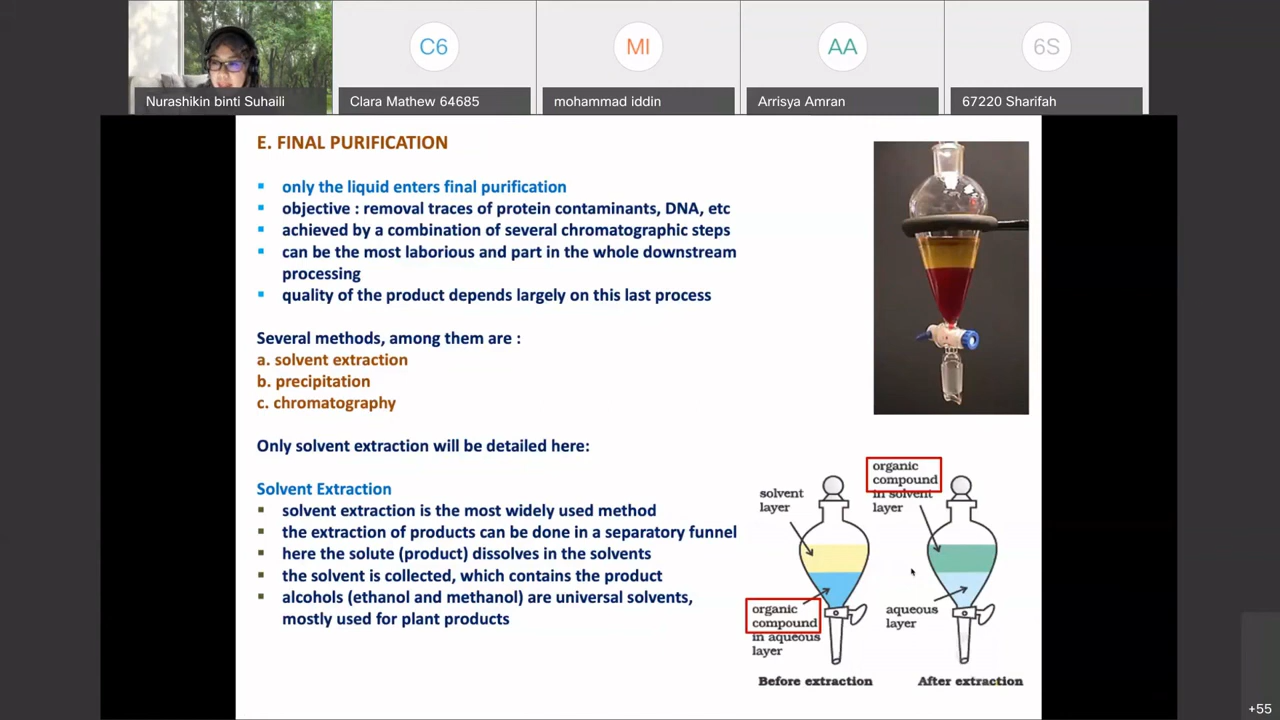 C6
MI
AA
6S
Nurashikin binti Suhaili
Clara Mathew 64685
mohammad iddin
Arrisya Amran
67220 Sharifah
E. FINAL PURIFICATION
only the liquid enters final purification
objective : removal traces of protein contaminants, DNA, etc
achieved by a combination of several chromatographic steps
can be the most laborious and part in the whole downstream
processing
quality of the product depends largely on this last process
Several methods, among them are :
a. solvent extraction
b. precipitation
c. chromatography
Only solvent extraction will be detailed here:
Solvent Extraction
solvent extraction is the most widely used method
the extraction of products can be done in a separatory funnel
here the solute (product) dissolves in the solvents
the solvent is collected, which contains the product
alcohols (ethanol and methanol) are universal solvents,
mostly used for plant products
solvent
layer
organic
compound
in aqueous
layer
Before extraction
organic
compound
in solvent
layer
aqueous
layer
After extraction
+55